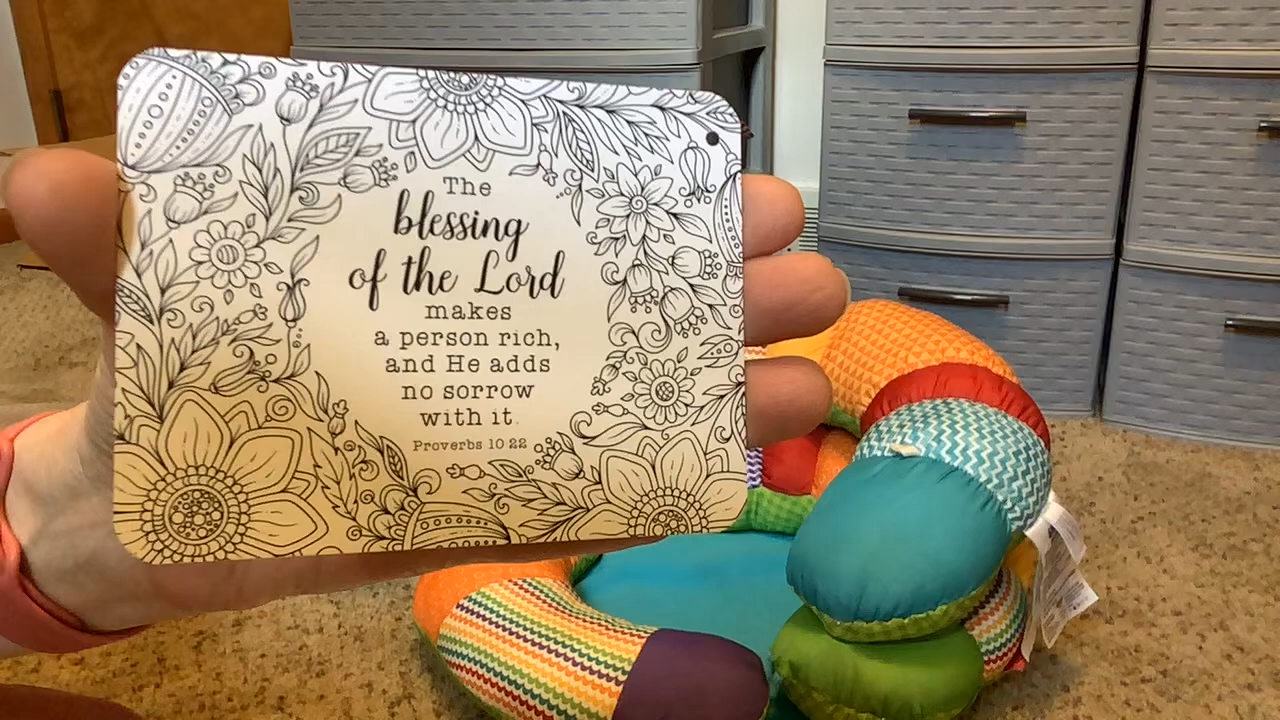 The
blessing
of the Lord
makes
a person rich,
and He adds
no sorrow
with it.
Proverbs 10 22